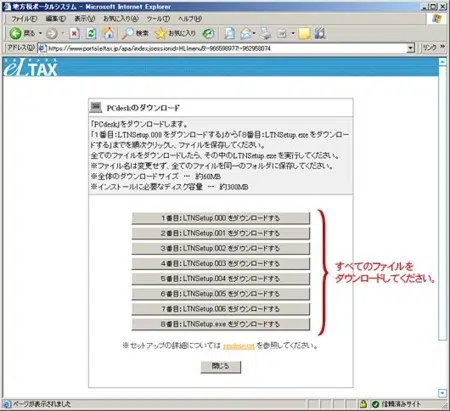 地方税ポータルシステム - Microsoft Internet Explorer
ファイル(F) 編集(E) 表示(V) お気に入り(A) ツール(T) ヘルプ(H)
戻る 検索 お気に入り
アドレス(D) 移動 リンク
eLTAX
PCdeskのダウンロード
「PCdesk」をダウンロードします。
「1番目:LTNSetup.000 をダウンロードする」から「8番目:LTNSetup.exe をダウンロー
ドする」までを順次クリックし、ファイルを保存してください。
全てのファイルをダウンロードしたら、その中のLTNSetup.exe を実行してください。
※ファイル名は変更せず、全てのファイルを同一のフォルダに保存してください。
※全体のダウンロードサイズ … 約60MB
※インストールに必要なディスク容量 … 約300MB
1番目:LTNSetup.000 をダウンロードする
2番目:LTNSetup.001 をダウンロードする
3番目:LTNSetup.002 をダウンロードする
4番目:LTNSetup.003 をダウンロードする
5番目:LTNSetup.004 をダウンロードする
6番目:LTNSetup.005 をダウンロードする
7番目:LTNSetup.006 をダウンロードする
8番目:LTNSetup.exe をダウンロードする
すべてのファイルを
ダウンロードしてください。
※セットアップの詳細については readme.txt を参照してください。
閉じる
ページが表示されました 信頼済みサイト